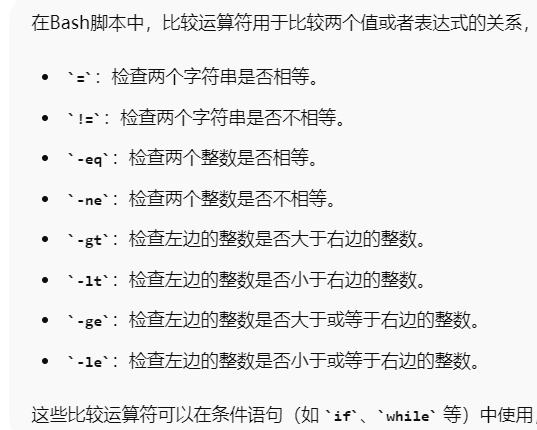 在Bash脚本中，比较运算符用于比较两个值或者表达式的关系，
• `=`：检查两个字符串是否相等。
• `!=`：检查两个字符串是否不相等。
• `-eq`：检查两个整数是否相等。
• `-ne`：检查两个整数是否不相等。
• `-gt`：检查左边的整数是否大于右边的整数。
• `-lt`：检查左边的整数是否小于右边的整数。
• `-ge`：检查左边的整数是否大于或等于右边的整数。
• `-le`：检查左边的整数是否小于或等于右边的整数。
这些比较运算符可以在条件语句（如 `if`、`while` 等）中使用，